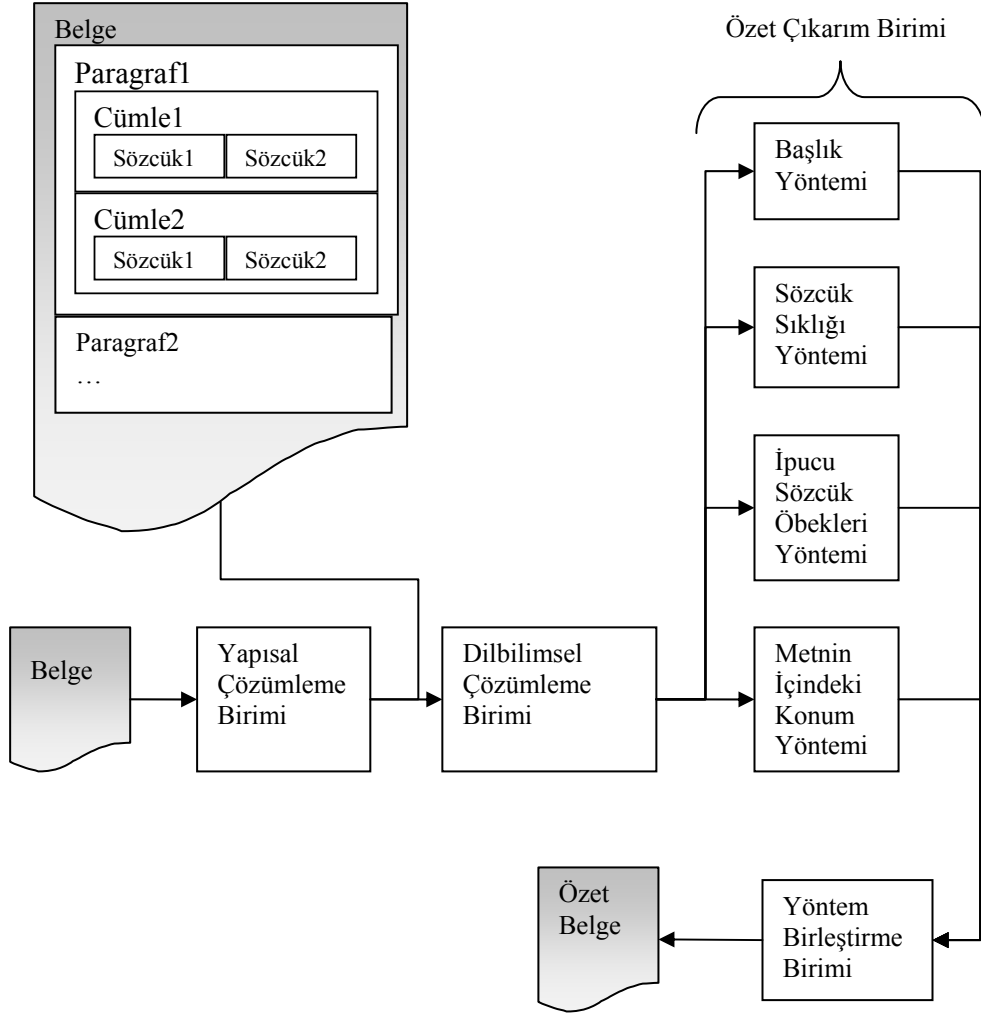 Belge
Paragraf1
Cümle1
Sözcük1 Sözcük2
Cümle2
Sözcük1 Sözcük2
Paragraf2
…
Özet Çıkarım Birimi
Başlık
Yöntemi
Sözcük
Sıklığı
Yöntemi
İpucu
Sözcük
Öbekleri
Yöntemi
Belge
Yapısal
Çözümleme
Birimi
Dilbilimsel
Çözümleme
Birimi
Metnin
İçindeki
Konum
Yöntemi
Özet
Belge
Yöntem
Birleştirme
Birimi